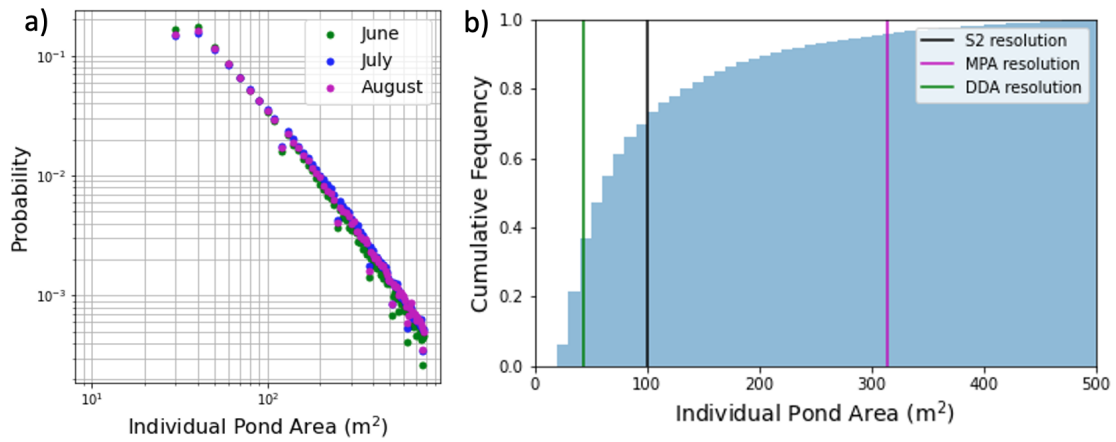 a)
June
July
August
10⁻¹
10⁻²
10⁻³
Probability
10¹
10²
Individual Pond Area (m²)
b)
1.0
0.8
0.6
0.4
0.2
0.0
Cumulative Fequency
S2 resolution
MPA resolution
DDA resolution
0
100
200
300
400
500
Individual Pond Area (m²)